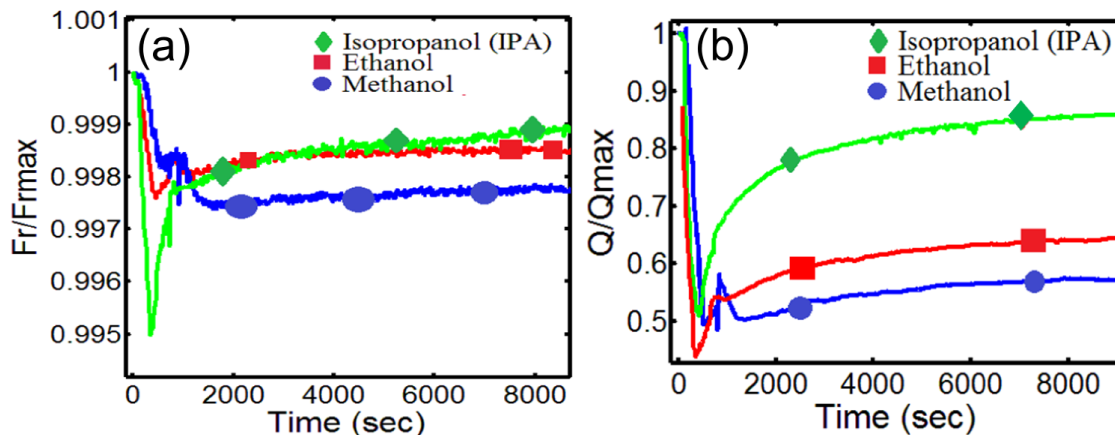 (a)
Isopropanol (IPA)
Ethanol
Methanol
1.001
1
0.999
0.998
0.997
0.996
0.995
Fr/Frmax
0 2000 4000 6000 8000
Time (sec)
(b)
Isopropanol (IPA)
Ethanol
Methanol
1
0.9
0.8
0.7
0.6
0.5
Q/Qmax
0 2000 4000 6000 8000
Time (sec)